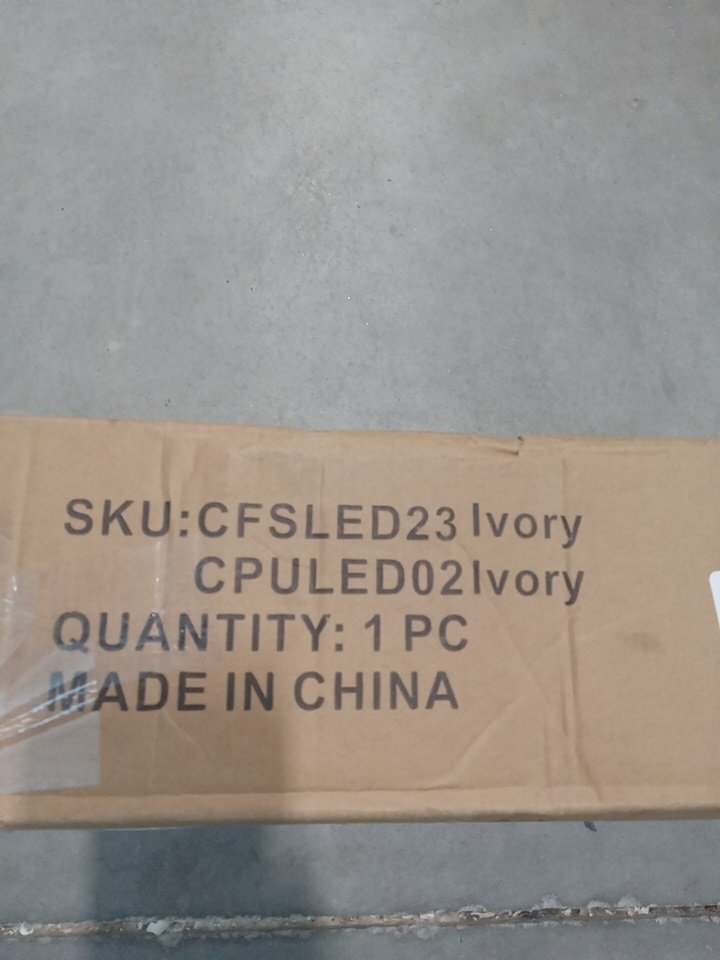 SKU:CFSLED23 Ivory
CPULED02Ivory
QUANTITY: 1 PC
MADE IN CHINA